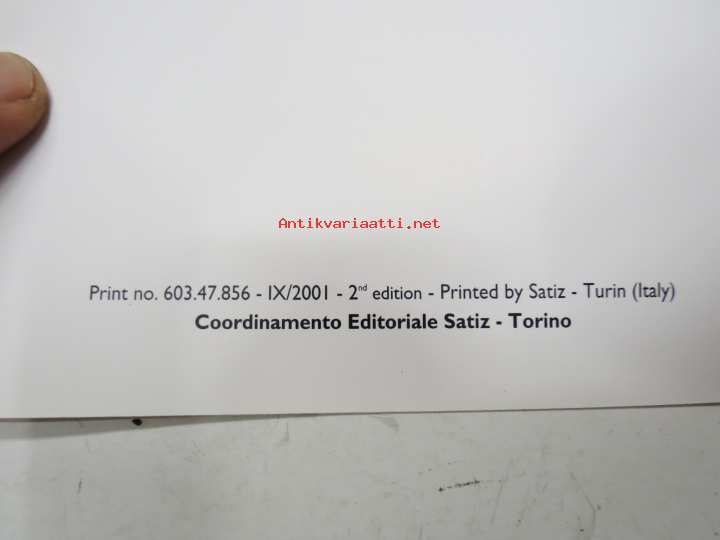 Antikvariaatti.net
Print no. 603.47.856 - IX/2001 - 2nd edition - Printed by Satiz - Turin (Italy)
Coordinamento Editoriale Satiz - Torino